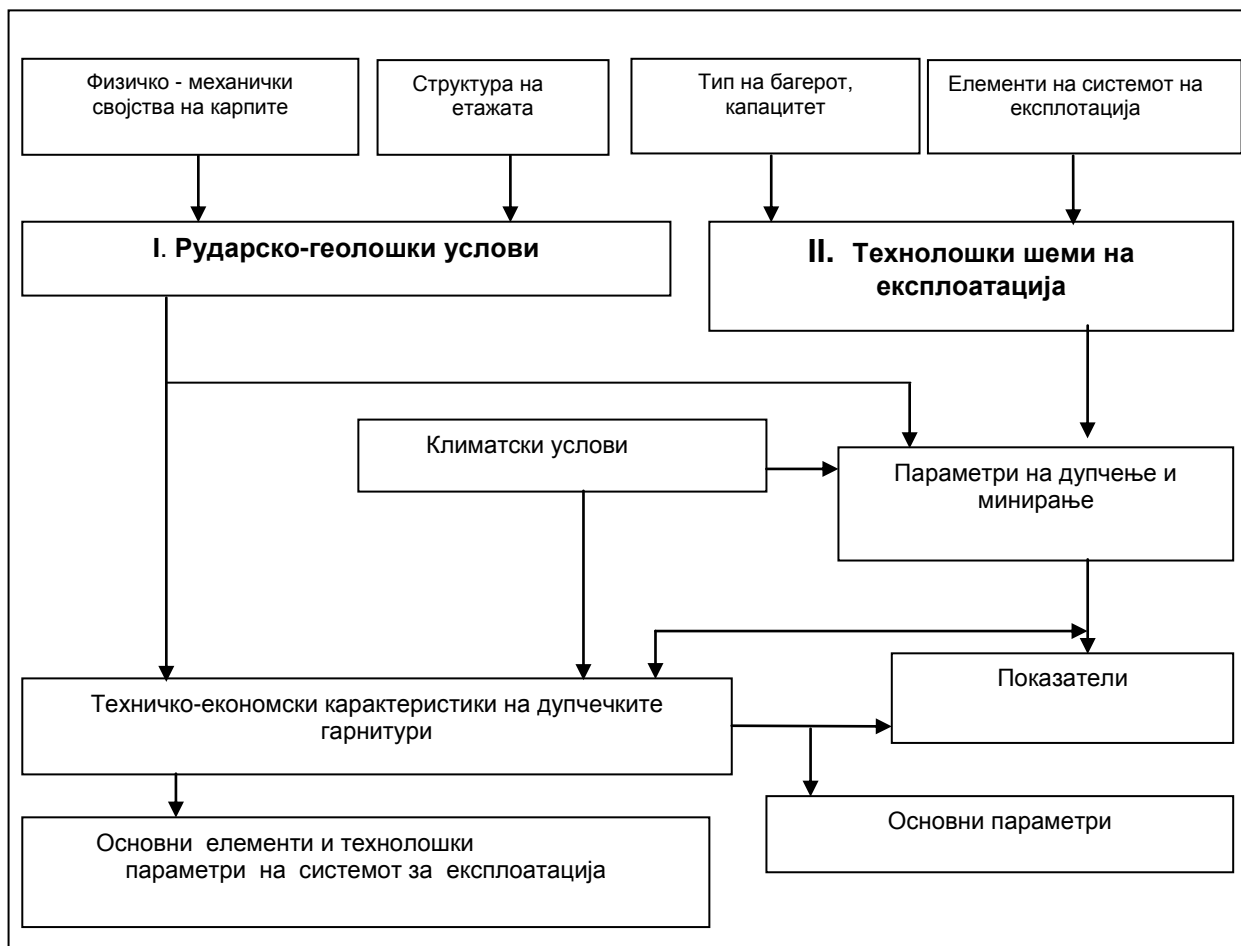 Физичко - механички
својства на карпите
Структура на
етажата
Тип на багерот,
капацитет
Елементи на системот на
експлотација
I. Рударско-геолошки услови
II. Технолошки шеми на
експлоатација
Климатски услови
Параметри на дупчење и
минирање
Показатели
Техничко-економски карактеристики на дупчечките
гарнитури
Основни параметри
Основни елементи и технолошки
параметри на системот за експлоатација